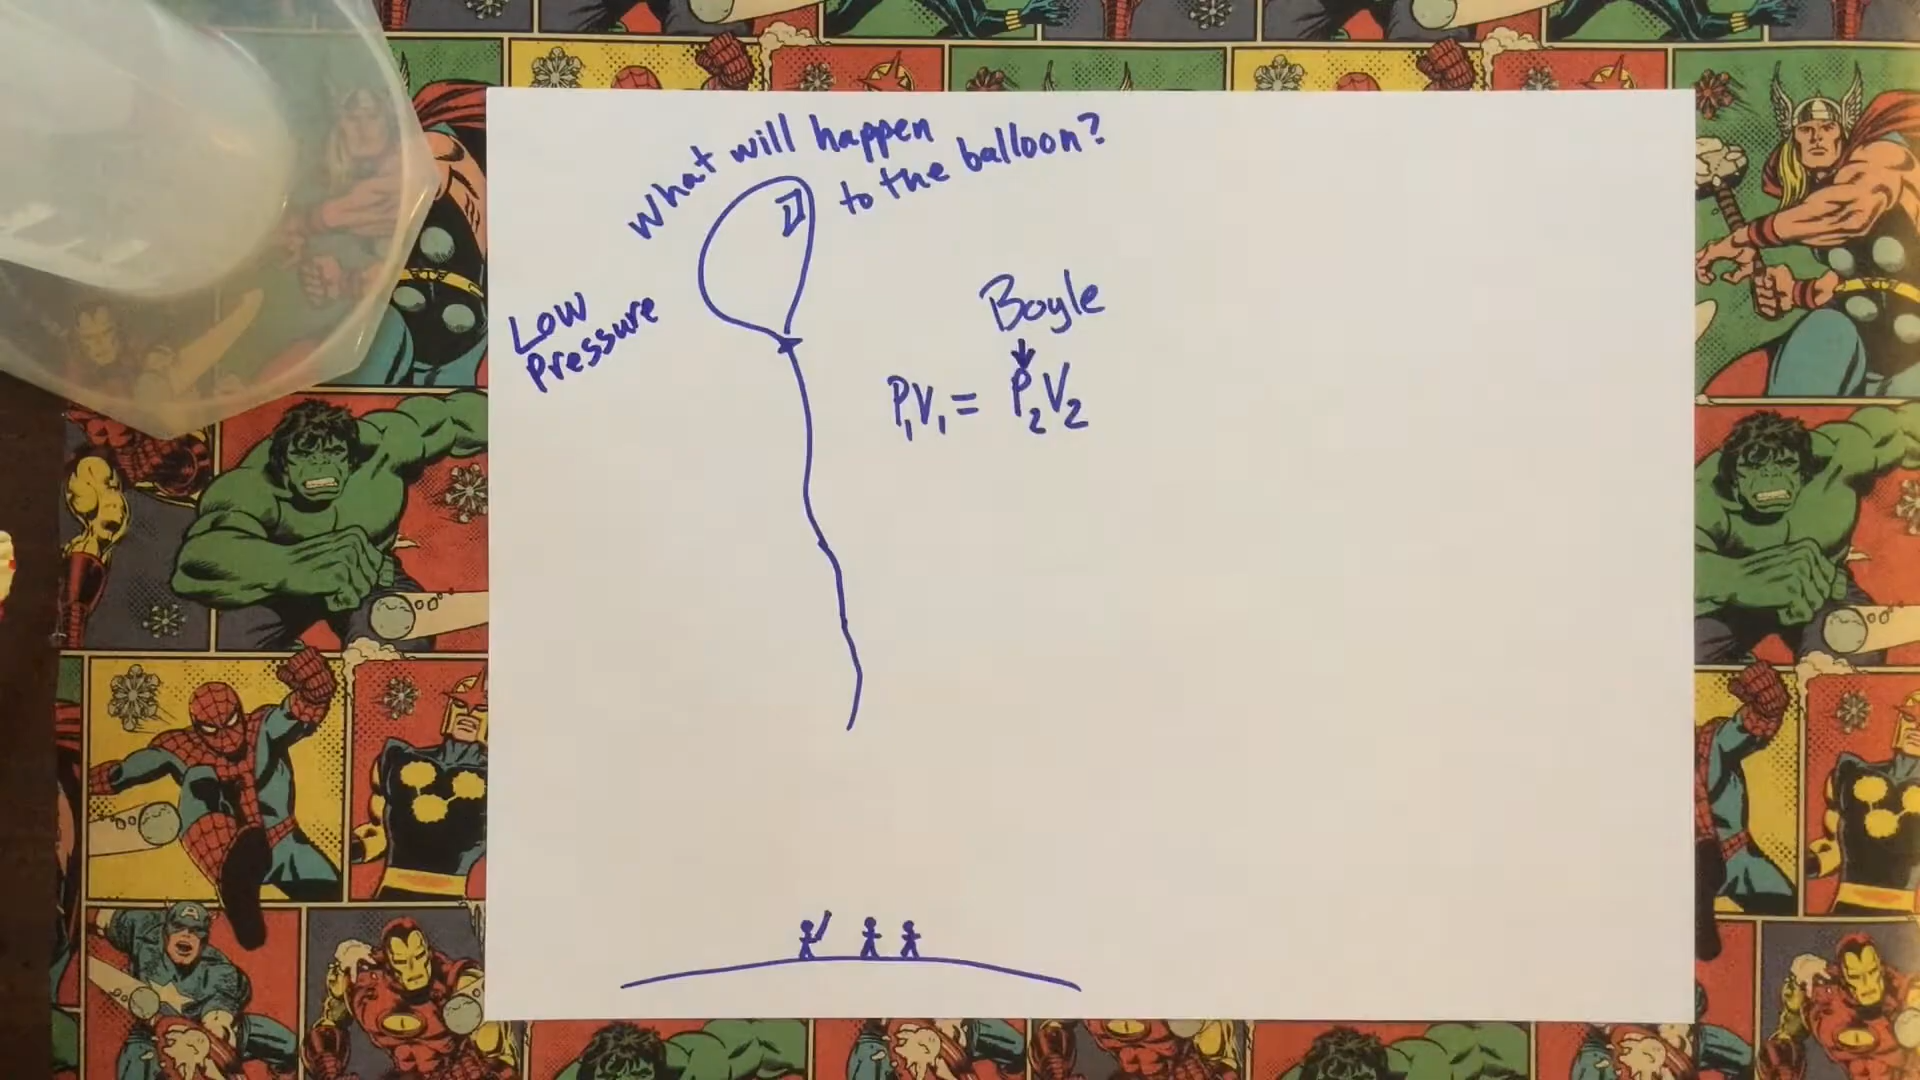 What will happen
to the balloon?
Low
Pressure
Boyle
P₁V₁ = P₂V₂